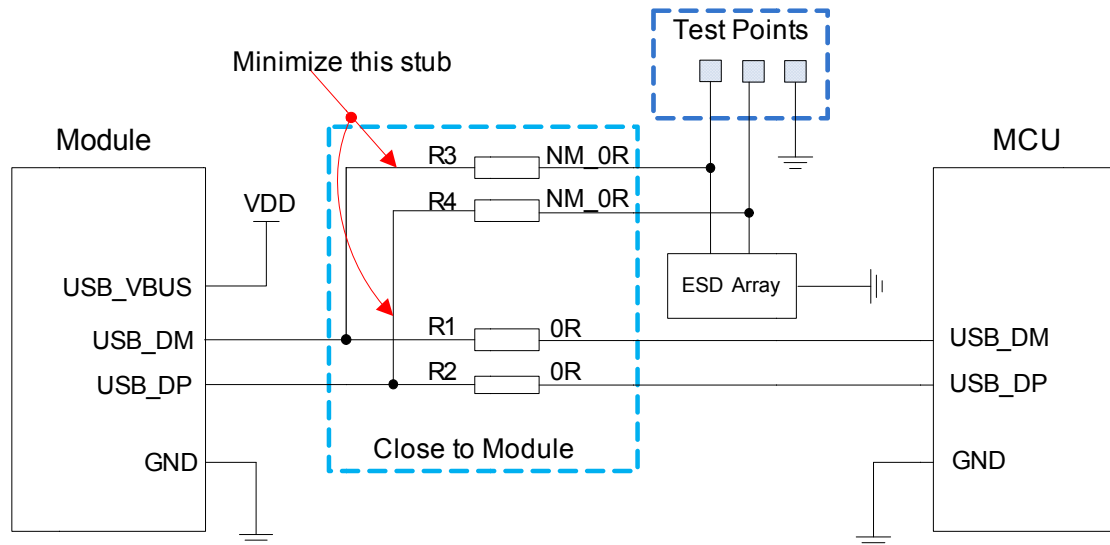 Test Points
Minimize this stub
Module
MCU
R3
NM_0R
VDD
R4
NM_0R
USB_VBUS
ESD Array
R1
0R
USB_DM
USB_DM
R2
0R
USB_DP
USB_DP
Close to Module
GND
GND